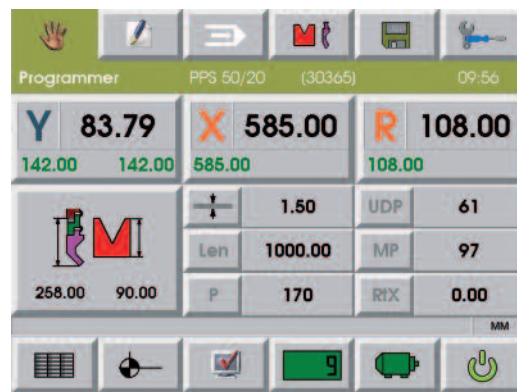 Programmer PPS 50/20 (30365) 09:56
Y 83.79 X 585.00 R 108.00
142.00 142.00 585.00 108.00
1.50 UDP 61
Len 1000.00 MP 97
258.00 90.00 P 170 RtX 0.00
MM
9